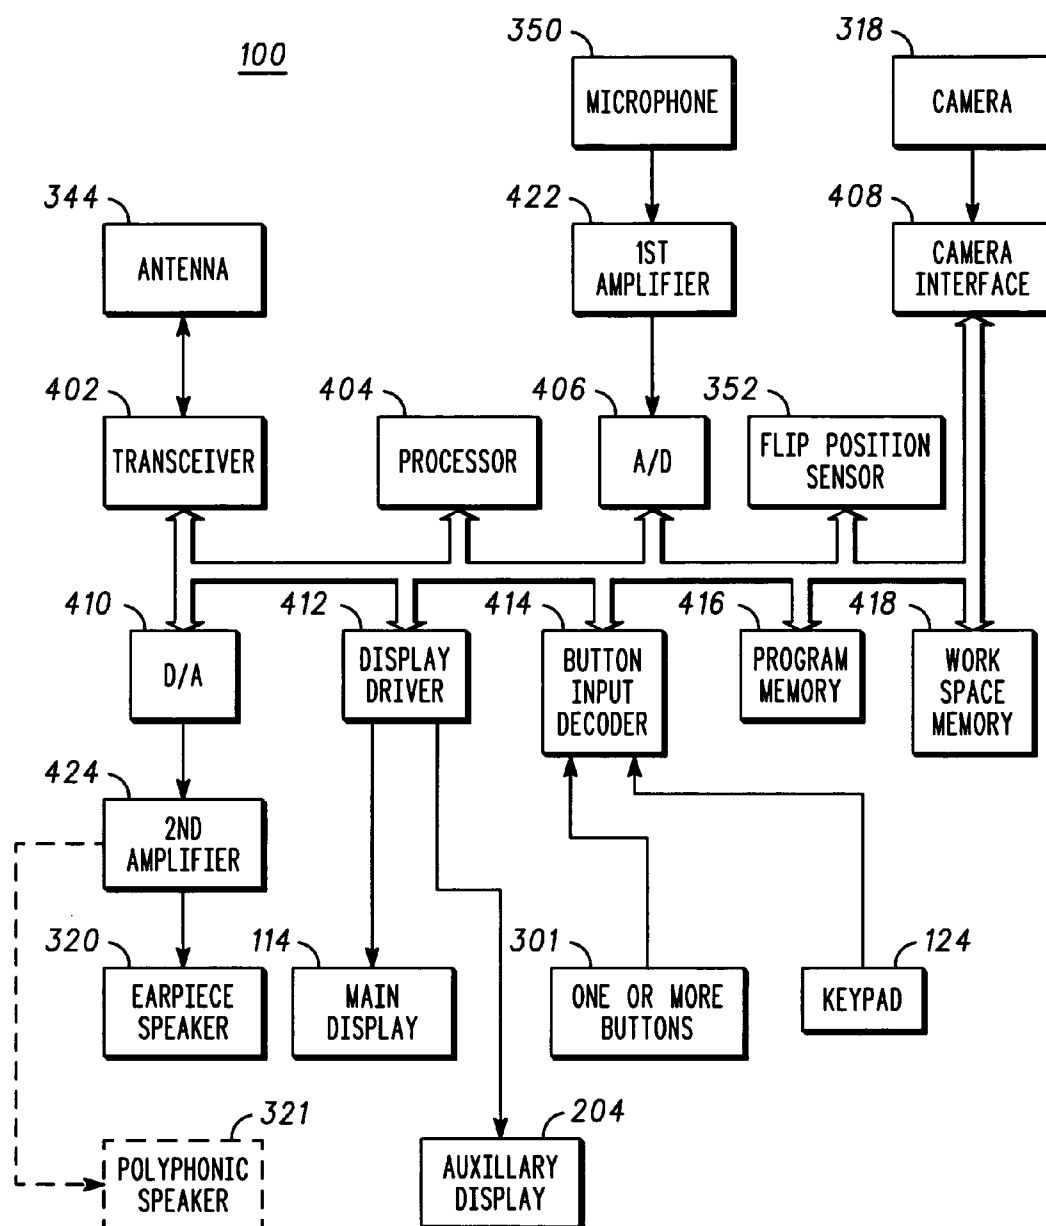 100
350
MICROPHONE
318
CAMERA
344
ANTENNA
422
1ST
AMPLIFIER
408
CAMERA
INTERFACE
402
TRANSCEIVER
404
PROCESSOR
406
A/D
352
FLIP POSITION
SENSOR
410
D/A
412
DISPLAY
DRIVER
414
BUTTON
INPUT
DECODER
416
PROGRAM
MEMORY
418
WORK
SPACE
MEMORY
424
2ND
AMPLIFIER
320
EARPIECE
SPEAKER
114
MAIN
DISPLAY
301
ONE OR MORE
BUTTONS
124
KEYPAD
321
POLYPHONIC
SPEAKER
204
AUXILLARY
DISPLAY